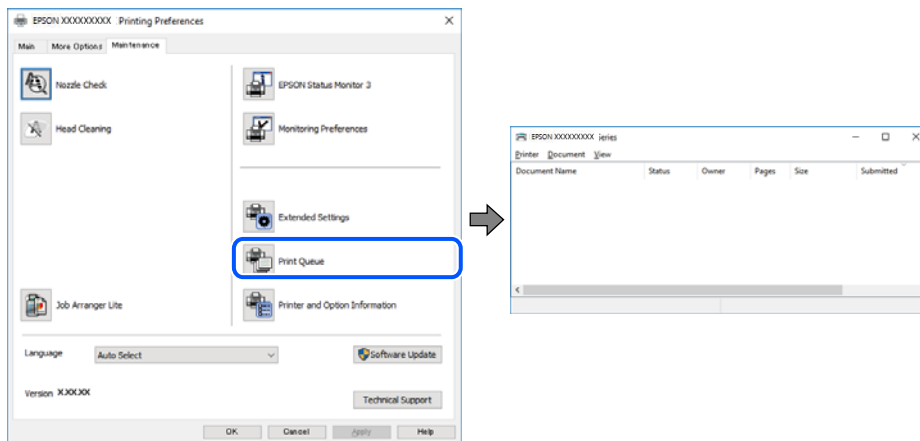 EPSON XXXXXXXXX Printing Preferences
Main More Options Maintenance
Nozzle Check
EPSON Status Monitor 3
Head Cleaning
Monitoring Preferences
Extended Settings
Print Queue
Job Arranger Lite
Printer and Option Information
Language Auto Select
Software Update
Version X.XX.XX
Technical Support
OK Cancel Apply Help
EPSON XXXXXXXXX ieries
Printer Document View
Document Name Status Owner Pages Size Submitted